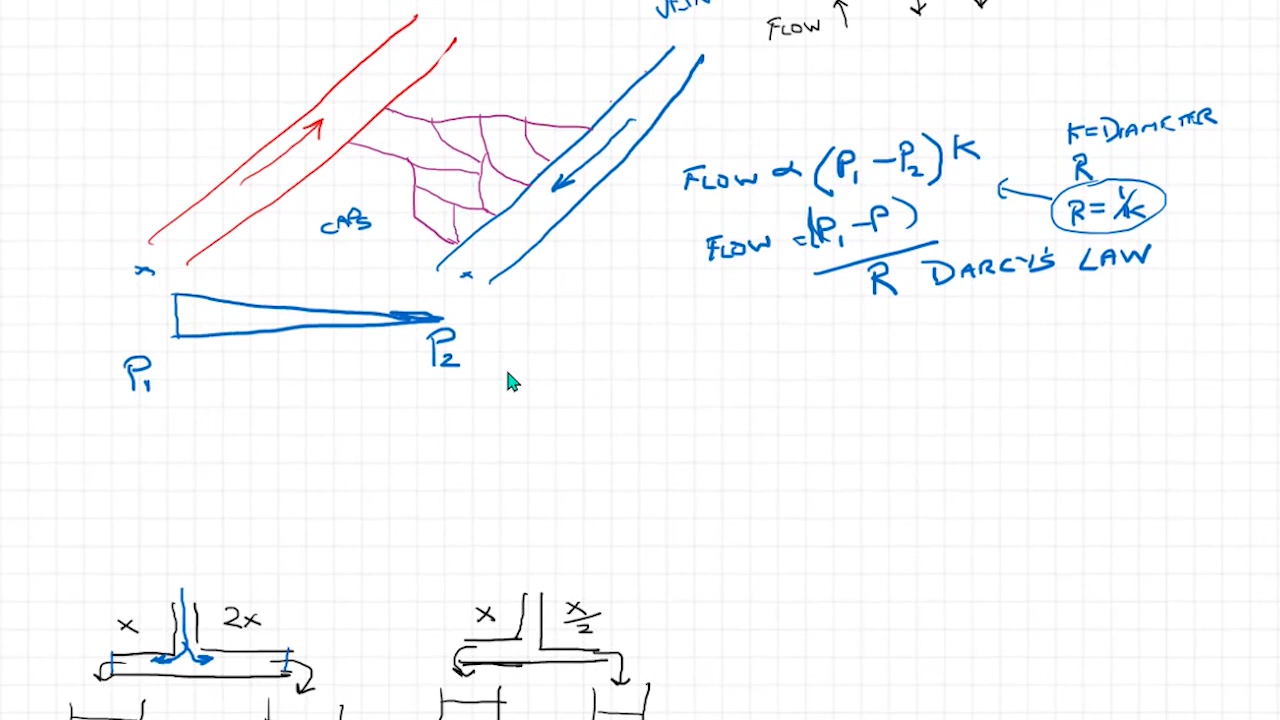 FLOW ↑ ↓ ↓
K=DIAMETER
R
FLOW ∝ (P₁ - P₂) K
R = 1/K
FLOW = (P₁ - P)
R
DARCY'S LAW
CAPS
x x
P₁ P₂
x 2x
x x/2